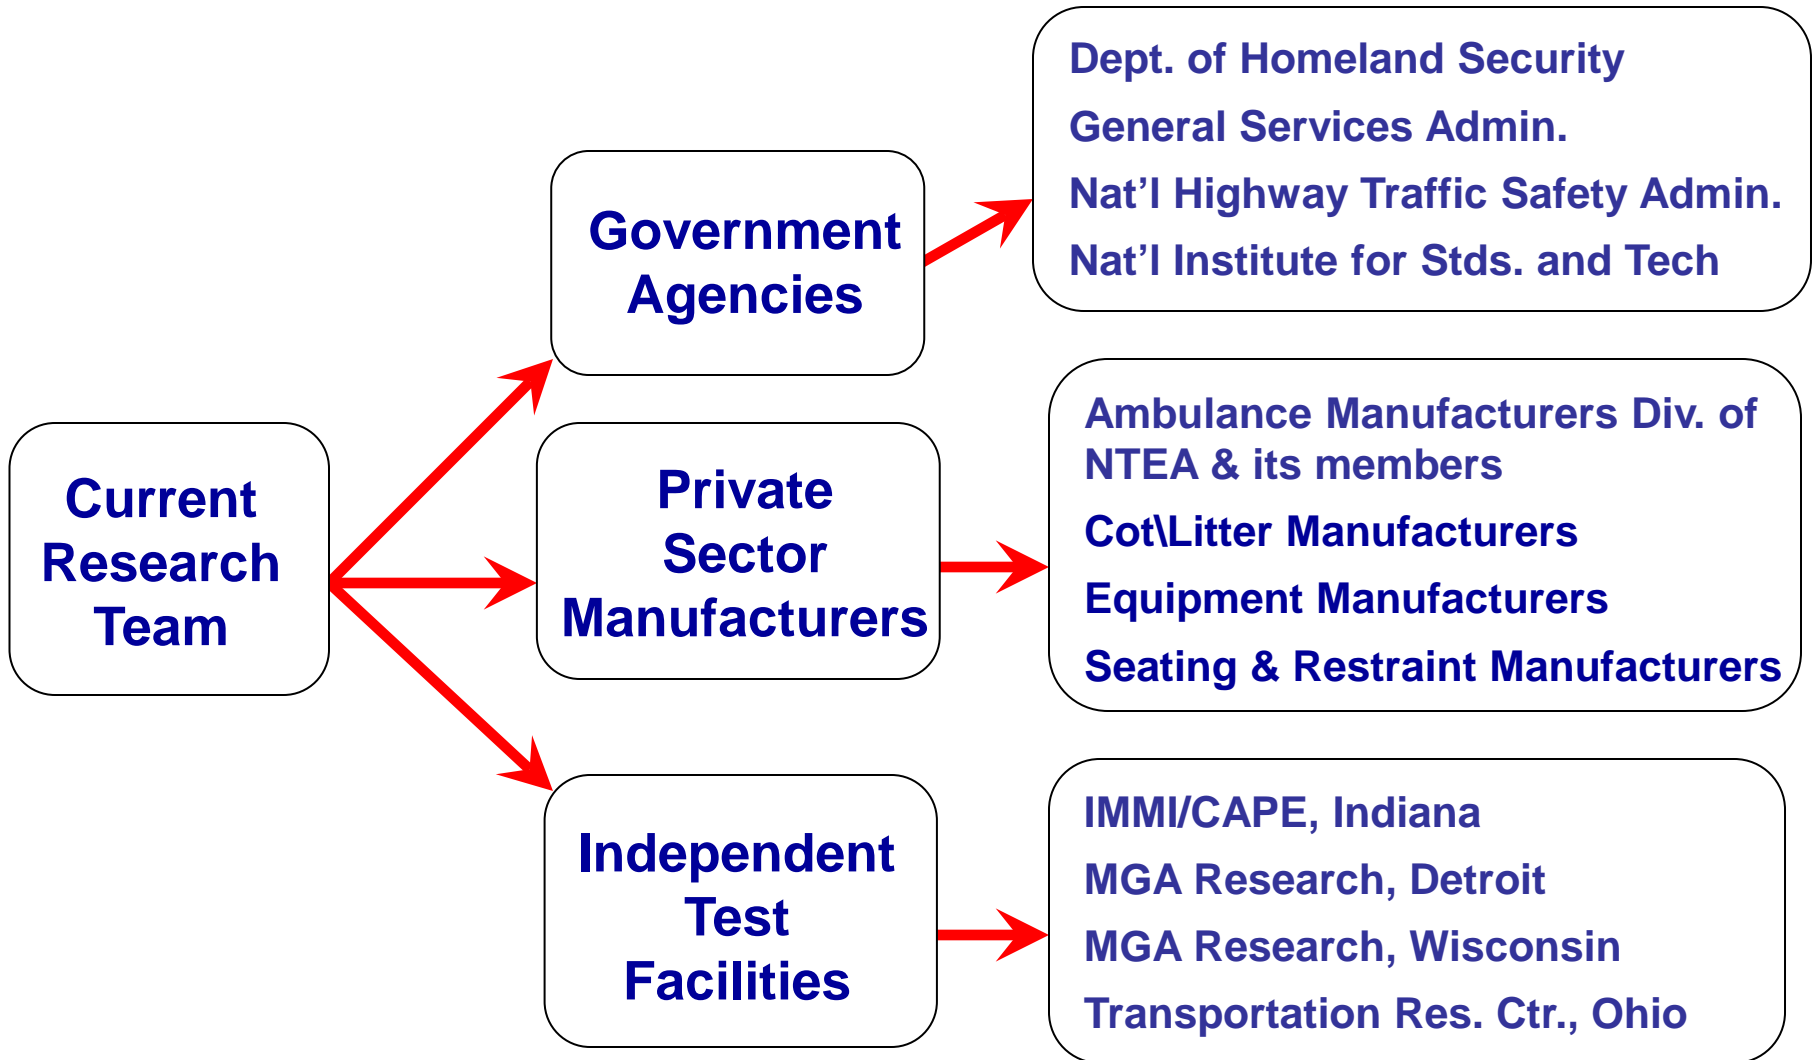 Current
Research
Team
Government
Agencies
Dept. of Homeland Security
General Services Admin.
Nat’l Highway Traffic Safety Admin.
Nat’l Institute for Stds. and Tech
Private
Sector
Manufacturers
Ambulance Manufacturers Div. of
NTEA & its members
Cot\Litter Manufacturers
Equipment Manufacturers
Seating & Restraint Manufacturers
Independent
Test
Facilities
IMMI/CAPE, Indiana
MGA Research, Detroit
MGA Research, Wisconsin
Transportation Res. Ctr., Ohio